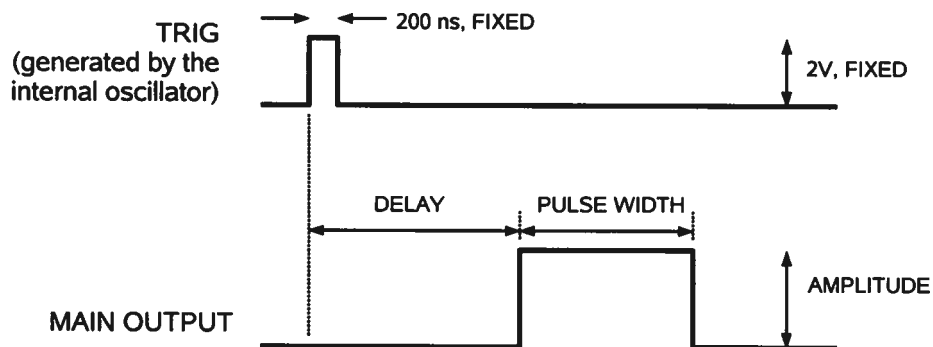 200 ns, FIXED
TRIG
(generated by the
internal oscillator)
2V, FIXED
DELAY
PULSE WIDTH
AMPLITUDE
MAIN OUTPUT